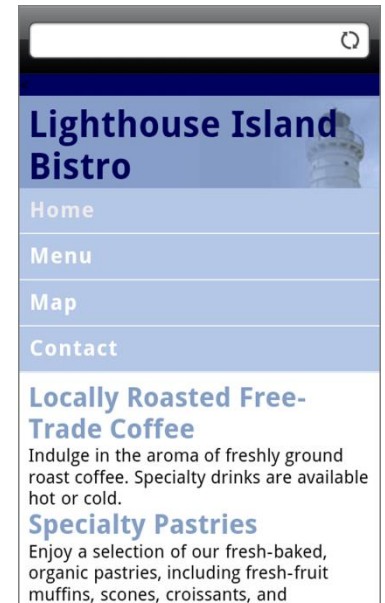 Lighthouse Island
Bistro
Home
Menu
Map
Contact
Locally Roasted Free-
Trade Coffee
Indulge in the aroma of freshly ground
roast coffee. Specialty drinks are available
hot or cold.
Specialty Pastries
Enjoy a selection of our fresh-baked,
organic pastries, including fresh-fruit
muffins, scones, croissants, and